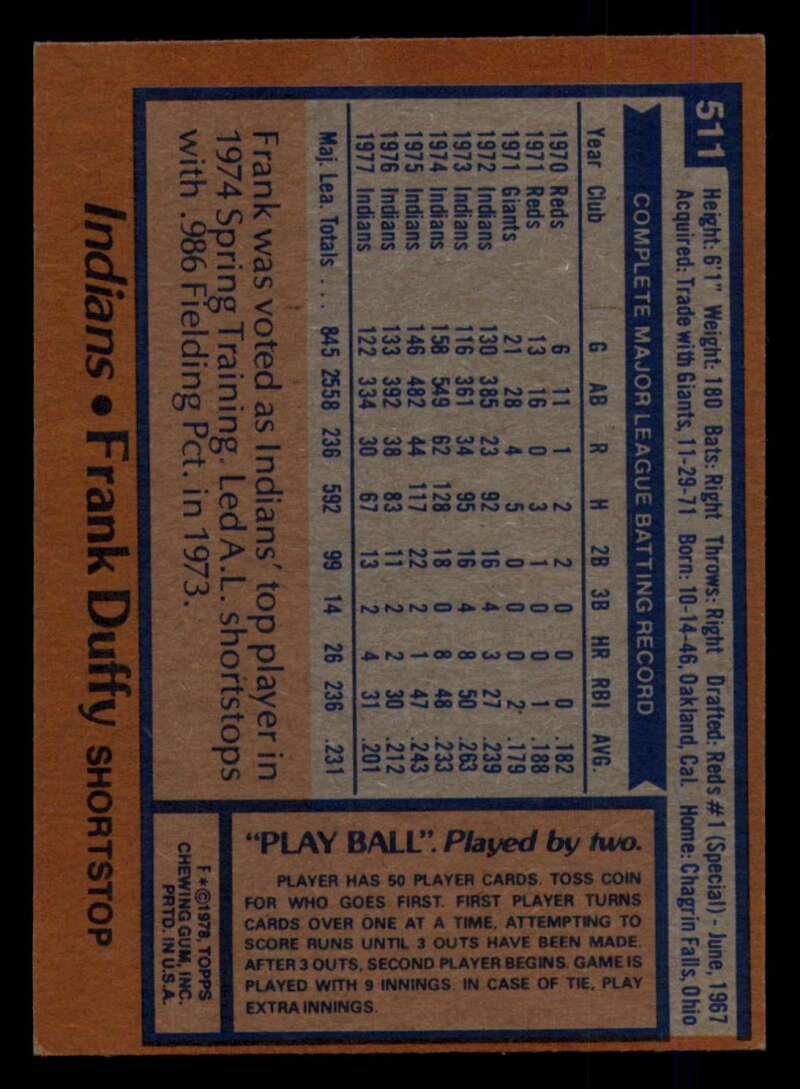 511
Height: 6'1" Weight: 180 Bats: Right Throws: Right Drafted: Reds #1 (Special) - June, 1967
Acquired: Trade with Giants, 11-29-71 Born: 10-14-46, Oakland, Cal. Home: Chagrin Falls, Ohio
COMPLETE MAJOR LEAGUE BATTING RECORD
Year Club G AB R H 2B 3B HR RBI AVG.
1970 Reds 6 11 1 2 2 0 0 0 .182
1971 Reds 13 16 0 3 1 0 0 1 .188
1971 Giants 21 28 4 5 0 0 0 2 .179
1972 Indians 130 385 23 92 16 4 3 27 .239
1973 Indians 116 361 34 95 16 4 8 50 .263
1974 Indians 158 549 62 128 18 0 8 48 .233
1975 Indians 146 482 44 117 22 2 1 47 .243
1976 Indians 133 392 38 83 11 2 2 30 .212
1977 Indians 122 334 30 67 13 2 4 31 .201
Maj. Lea. Totals . . . 845 2558 236 592 99 14 26 236 .231
Frank was voted as Indians' top player in
1974 Spring Training. Led A.L. shortstops
with .986 Fielding Pct. in 1973.
Indians • Frank Duffy SHORTSTOP
"PLAY BALL". Played by two.
PLAYER HAS 50 PLAYER CARDS. TOSS COIN
FOR WHO GOES FIRST. FIRST PLAYER TURNS
CARDS OVER ONE AT A TIME, ATTEMPTING TO
SCORE RUNS UNTIL 3 OUTS HAVE BEEN MADE.
AFTER 3 OUTS, SECOND PLAYER BEGINS. GAME IS
PLAYED WITH 9 INNINGS. IN CASE OF TIE, PLAY
EXTRA INNINGS.
F*©1978, TOPPS
CHEWING GUM, INC.
PRTD. IN U.S.A.